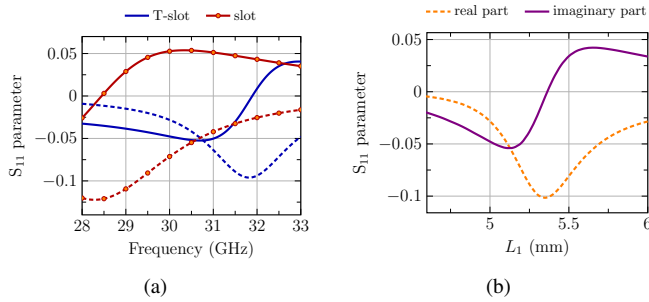 T-slot slot
S11 parameter
0.05
0
−0.05
−0.1
28 29 30 31 32 33
Frequency (GHz)
(a)
real part imaginary part
S11 parameter
0.05
0
−0.05
−0.1
5 5.5 6
L1 (mm)
(b)